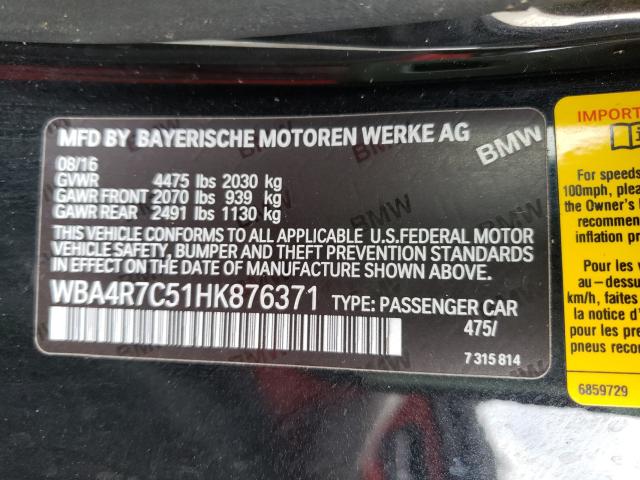 MFD BY BAYERISCHE MOTOREN WERKE AG
BMW
08/16
GVWR 4475 lbs 2030 kg
GAWR FRONT 2070 lbs 939 kg
GAWR REAR 2491 lbs 1130 kg
BMW
THIS VEHICLE CONFORMS TO ALL APPLICABLE U.S.FEDERAL MOTOR
VEHICLE SAFETY, BUMPER AND THEFT PREVENTION STANDARDS
IN EFFECT ON THE DATE OF MANUFACTURE SHOWN ABOVE.
WBA4R7C51HK876371 TYPE: PASSENGER CAR
475/
7 315 814
For speeds
100mph, plea
the Owner's
recommen
inflation pr
Pour les v
au-dessu
km/h, faites
la notice d'
pour les p
pneus recom
6859729